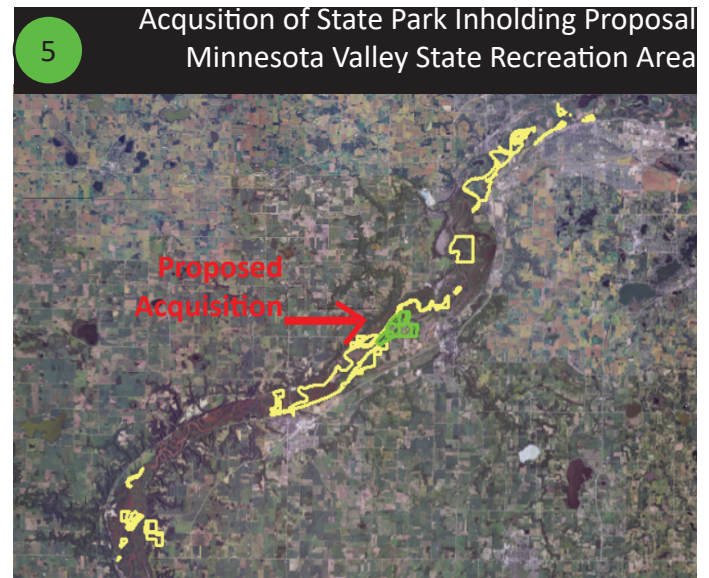 5
Acqusition of State Park Inholding Proposal
Minnesota Valley State Recreation Area
Proposed
Acquisition